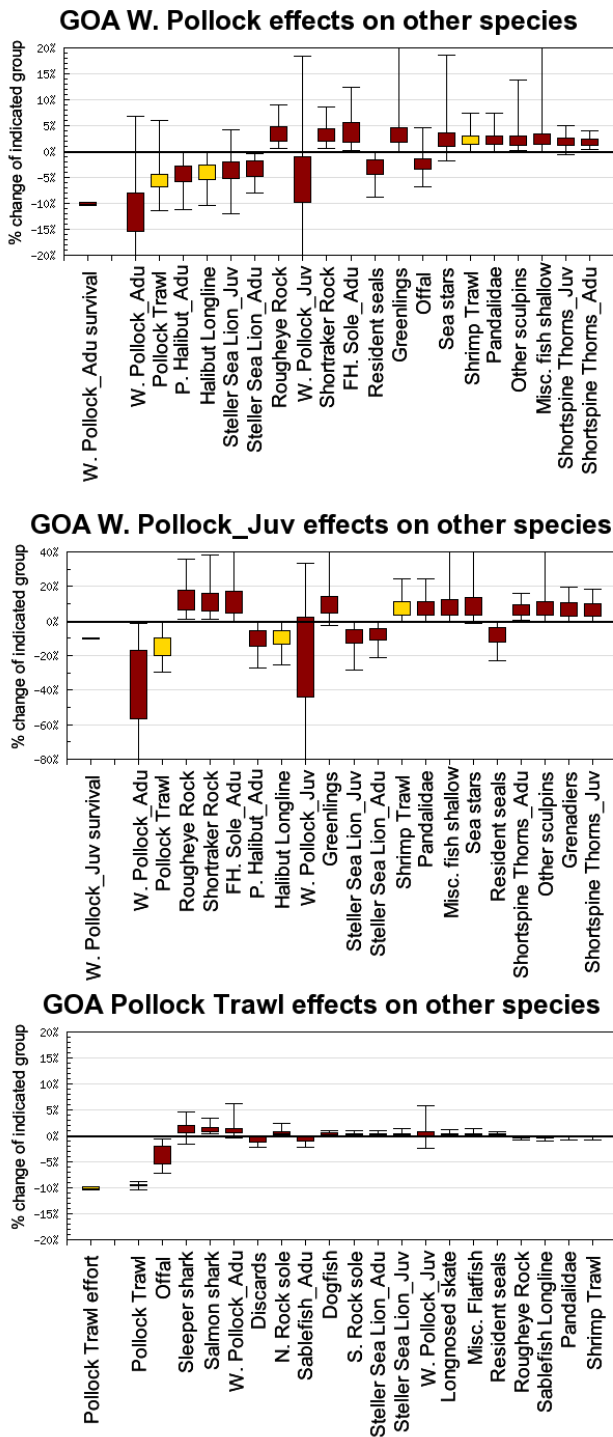 GOA W. Pollock effects on other species
% change of indicated group
20%
15%
10%
5%
0%
-5%
-10%
-15%
-20%
W. Pollock_Adu survival
W. Pollock_Adu
Pollock Trawl
P. Halibut_Adu
Halibut Longline
Steller Sea Lion_Juv
Steller Sea Lion_Adu
Rougheye Rock
W. Pollock_Juv
Shortraker Rock
FH. Sole_Adu
Resident seals
Greenlings
Offal
Sea stars
Shrimp Trawl
Pandalidae
Other sculpins
Misc. fish shallow
Shortspine Thorns_Juv
Shortspine Thorns_Adu
GOA W. Pollock_Juv effects on other species
% change of indicated group
40%
20%
0%
-20%
-40%
-60%
-80%
W. Pollock_Juv survival
W. Pollock_Adu
Pollock Trawl
Rougheye Rock
Shortraker Rock
FH. Sole_Adu
P. Halibut_Adu
Halibut Longline
W. Pollock_Juv
Greenlings
Steller Sea Lion_Juv
Steller Sea Lion_Adu
Shrimp Trawl
Pandalidae
Misc. fish shallow
Sea stars
Resident seals
Shortspine Thorns_Adu
Other sculpins
Grenadiers
Shortspine Thorns_Juv
GOA Pollock Trawl effects on other species
% change of indicated group
20%
15%
10%
5%
0%
-5%
-10%
-15%
-20%
Pollock Trawl effort
Pollock Trawl
Offal
Sleeper shark
Salmon shark
W. Pollock_Adu
Discards
N. Rock sole
Sablefish_Adu
Dogfish
S. Rock sole
Steller Sea Lion_Adu
Steller Sea Lion_Juv
W. Pollock_Juv
Longnosed skate
Misc. Flatfish
Resident seals
Rougheye Rock
Sablefish Longline
Pandalidae
Shrimp Trawl